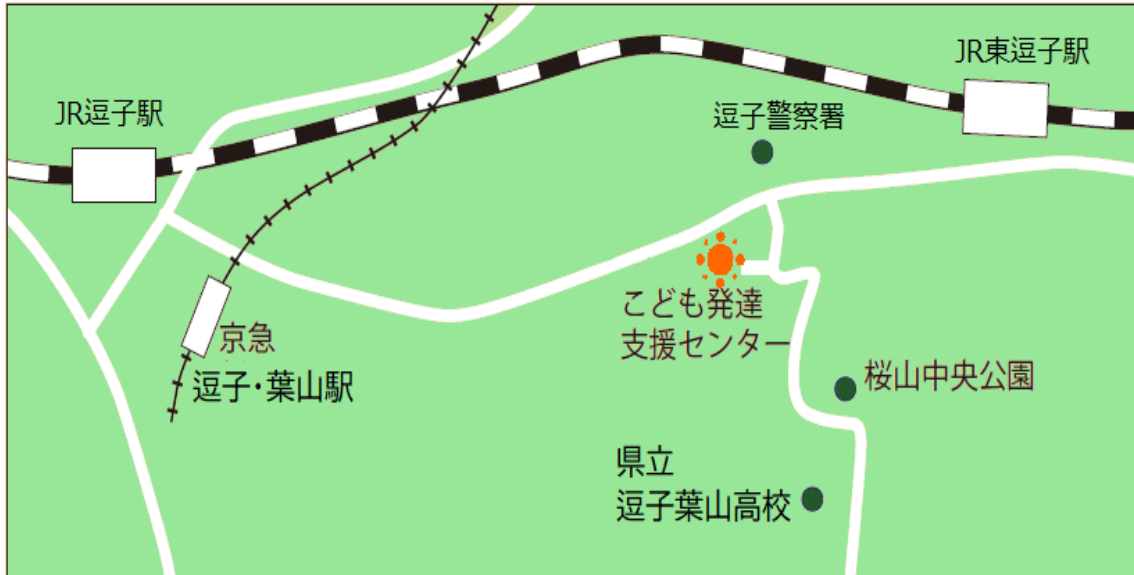 JR東逗子駅
JR逗子駅
逗子警察署
こども発達
支援センター
京急
逗子・葉山駅
桜山中央公園
県立
逗子葉山高校